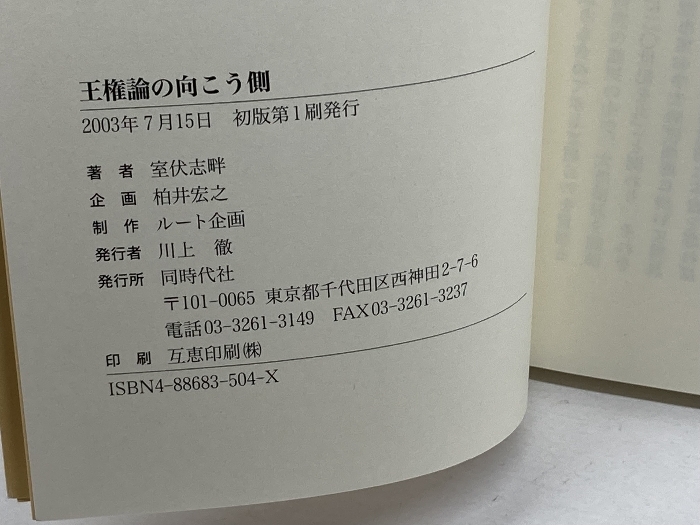 王権論の向こう側
2003年7月15日　初版第1刷発行
著　者　室伏志畔
企　画　柏井宏之
制　作　ルート企画
発行者　川上　徹
発行所　同時代社
〒101-0065 東京都千代田区西神田2-7-6
電話03-3261-3149　FAX03-3261-3237
印　刷　互恵印刷㈱
ISBN4-88683-504-X